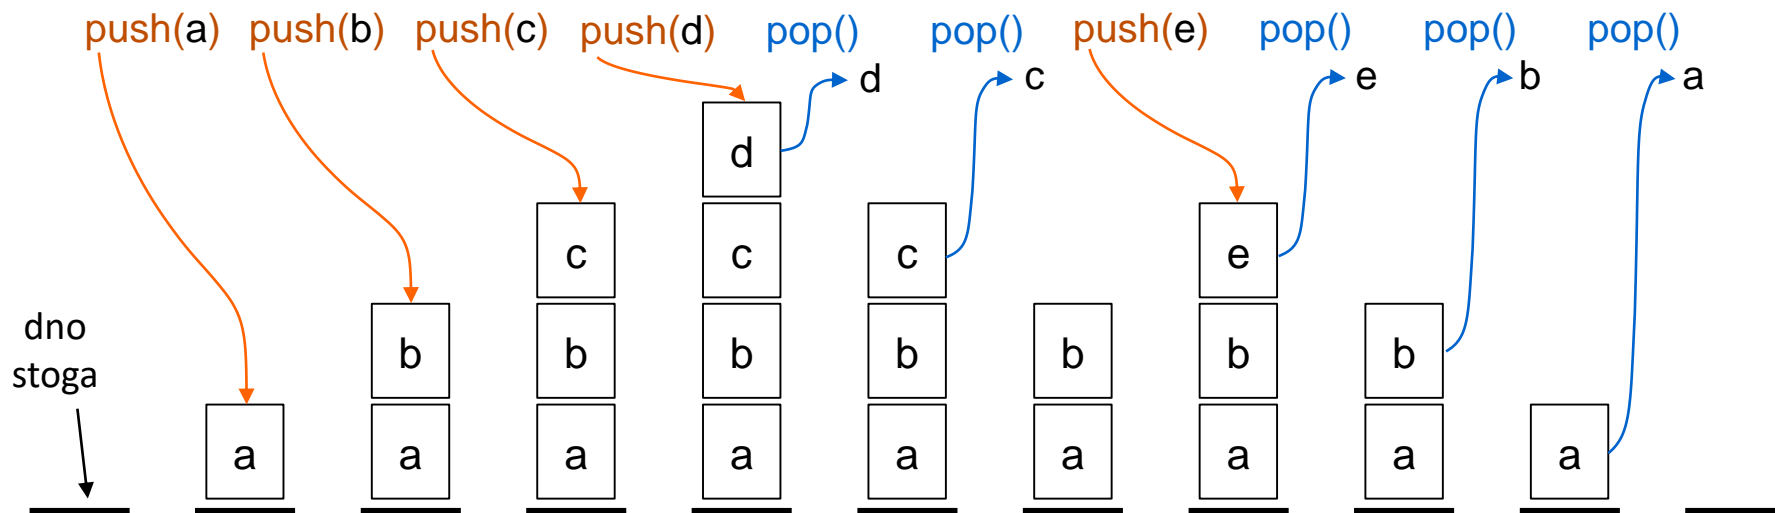 push(a) push(b) push(c) push(d) pop() pop() push(e) pop() pop() pop()
d c e b a
d
c c c e
dno
stoga
b b b b b b b
a a a a a a a a a